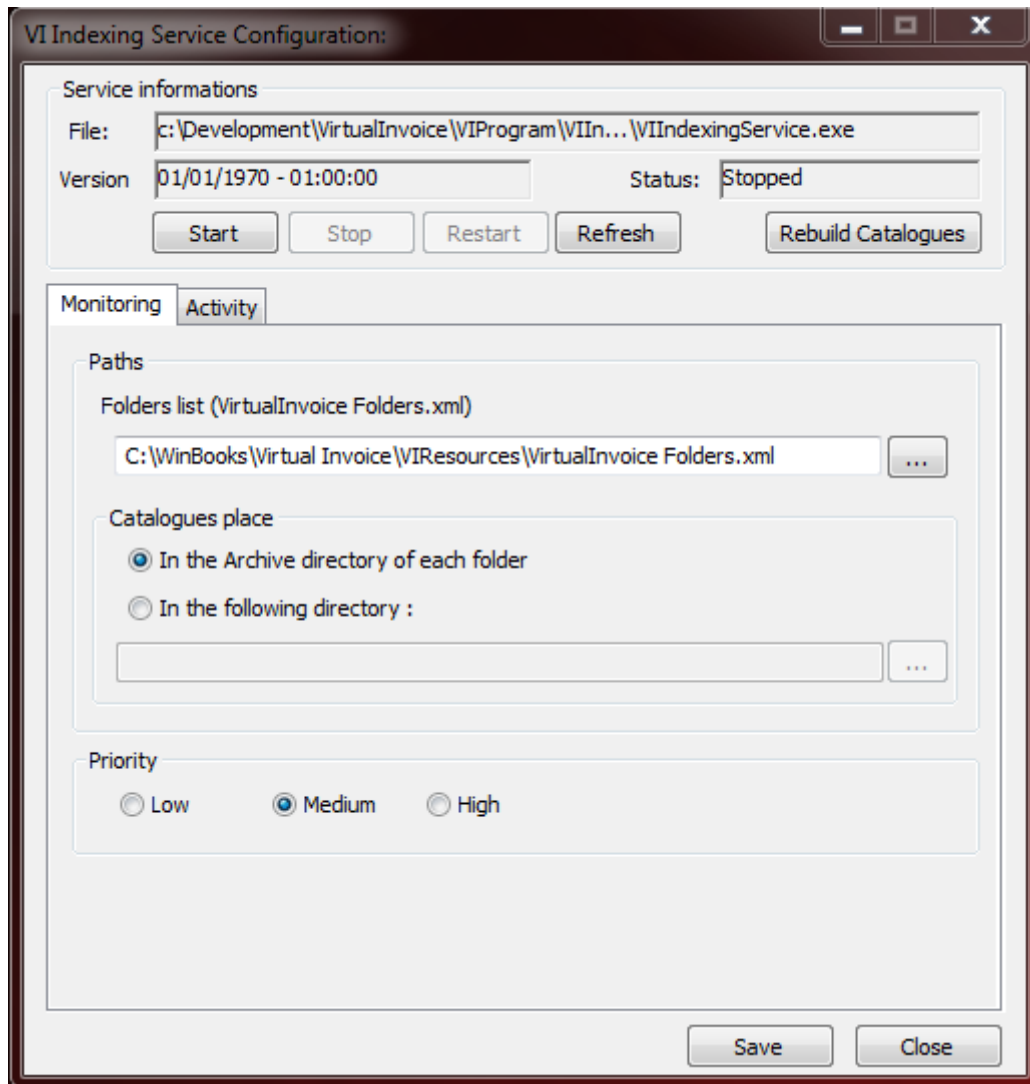 VI Indexing Service Configuration:
Service informations
File: c:\Development\VirtualInvoice\VIProgram\VIIn...\VIIndexingService.exe
Version 01/01/1970 - 01:00:00 Status: Stopped
Start Stop Restart Refresh Rebuild Catalogues
Monitoring Activity
Paths
Folders list (VirtualInvoice Folders.xml)
C:\WinBooks\Virtual Invoice\VIResources\VirtualInvoice Folders.xml ...
Catalogues place
In the Archive directory of each folder
In the following directory :
...
Priority
Low Medium High
Save Close